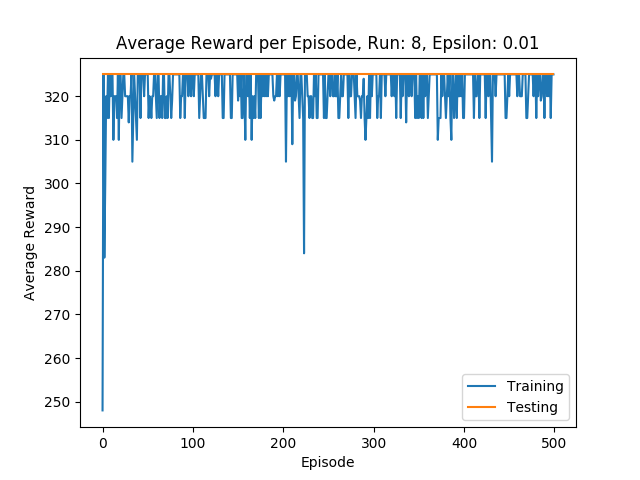 Average Reward per Episode, Run: 8, Epsilon: 0.01
Average Reward
320
310
300
290
280
270
260
250
0
100
200
300
400
500
Episode
Training
Testing